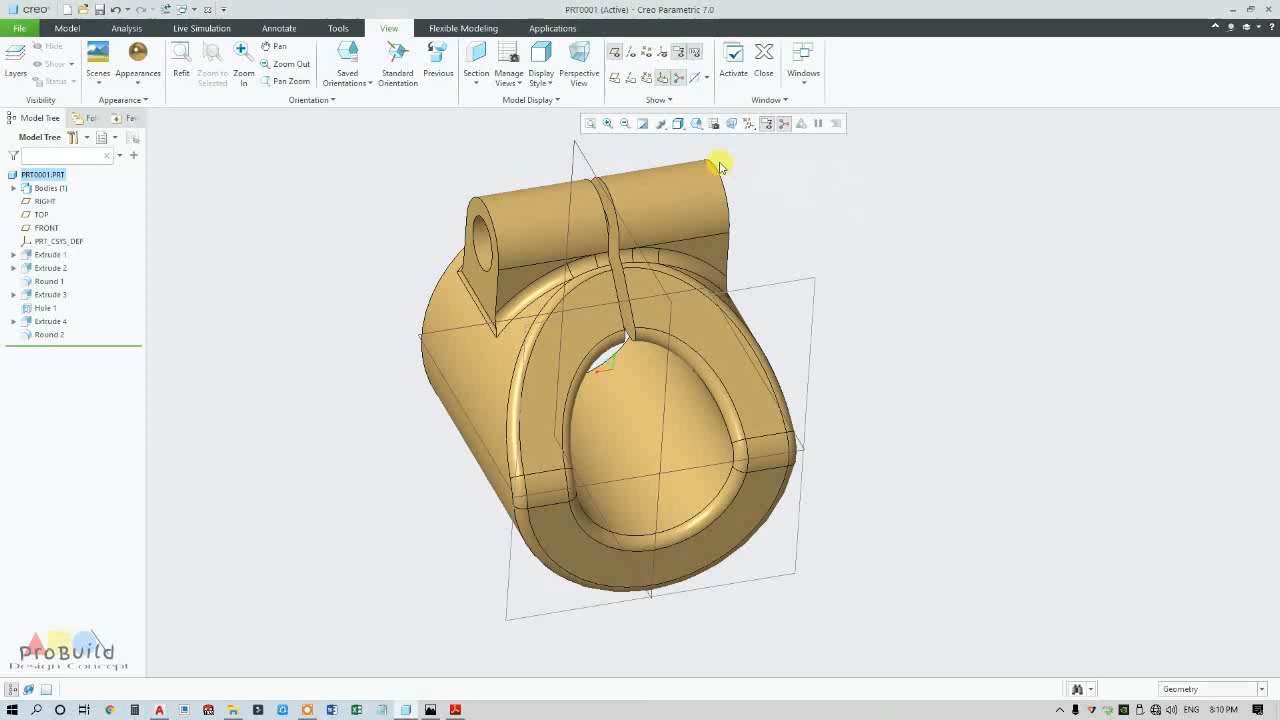 creo
PRT0001 (Active) - Creo Parametric 7.0
File Model Analysis Live Simulation Annotate Tools View Flexible Modeling Applications
Layers
Hide
Show
Status
Visibility
Scenes
Appearances
Appearance
Refit
Zoom to Selected
Zoom In
Pan
Zoom Out
Pan Zoom
Saved Orientations
Standard Orientation
Previous
Orientation
Section
Manage Views
Display Style
Perspective View
Model Display
Show
Activate
Close
Windows
Window
Model Tree
Fol
Fav
Model Tree
PRT0001.PRT
Bodies (1)
RIGHT
TOP
FRONT
PRT_CSYS_DEF
Extrude 1
Extrude 2
Round 1
Extrude 3
Hole 1
Extrude 4
Round 2
ProBuild
Design Concept
Geometry
ENG 8:10 PM